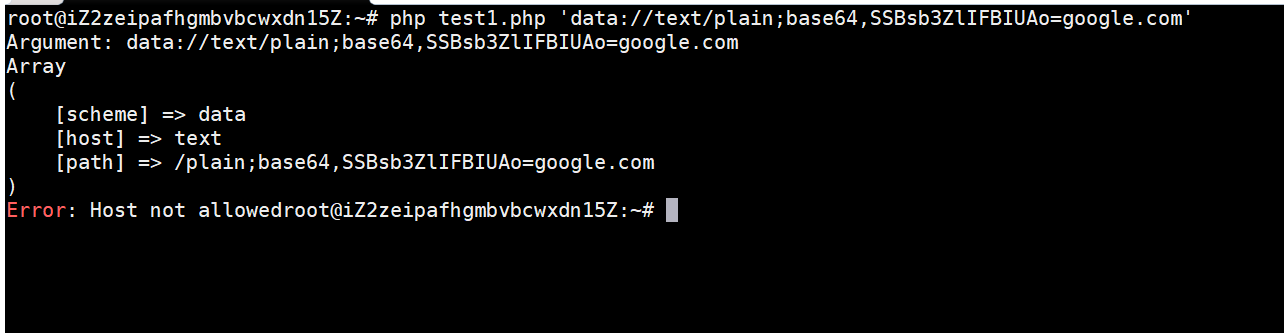 root@iZ2zeipafhgmbvbcwxdn15Z:~# php test1.php 'data://text/plain;base64,SSBsb3ZlIFBIUAo=google.com'
Argument: data://text/plain;base64,SSBsb3ZlIFBIUAo=google.com
Array
(
    [scheme] => data
    [host] => text
    [path] => /plain;base64,SSBsb3ZlIFBIUAo=google.com
)
Error: Host not allowedroot@iZ2zeipafhgmbvbcwxdn15Z:~#